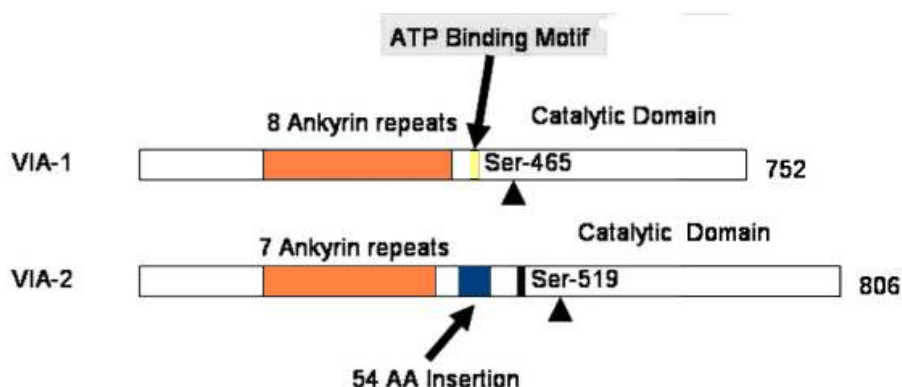 ATP Binding Motif
8 Ankyrin repeats
Catalytic Domain
VIA-1
Ser-465
752
7 Ankyrin repeats
Catalytic Domain
VIA-2
Ser-519
806
54 AA Insertion